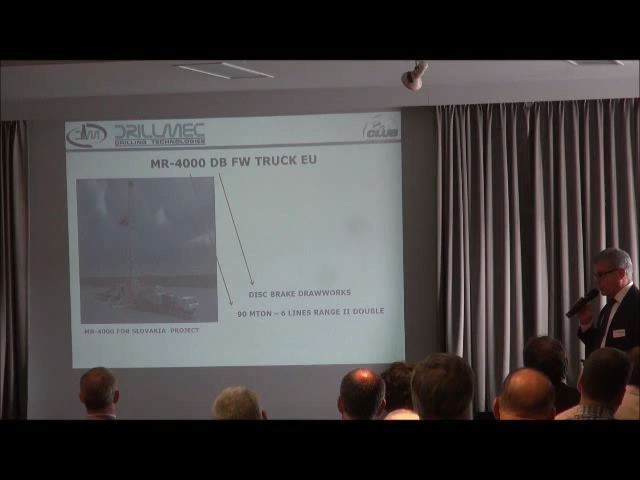 DRILLMEC
DRILLING TECHNOLOGIES
CLUB
MR-4000 DB FW TRUCK EU
DISC BRAKE DRAWWORKS
90 MTON – 6 LINES RANGE II DOUBLE
MR-4000 FOR SLOVAKIA PROJECT